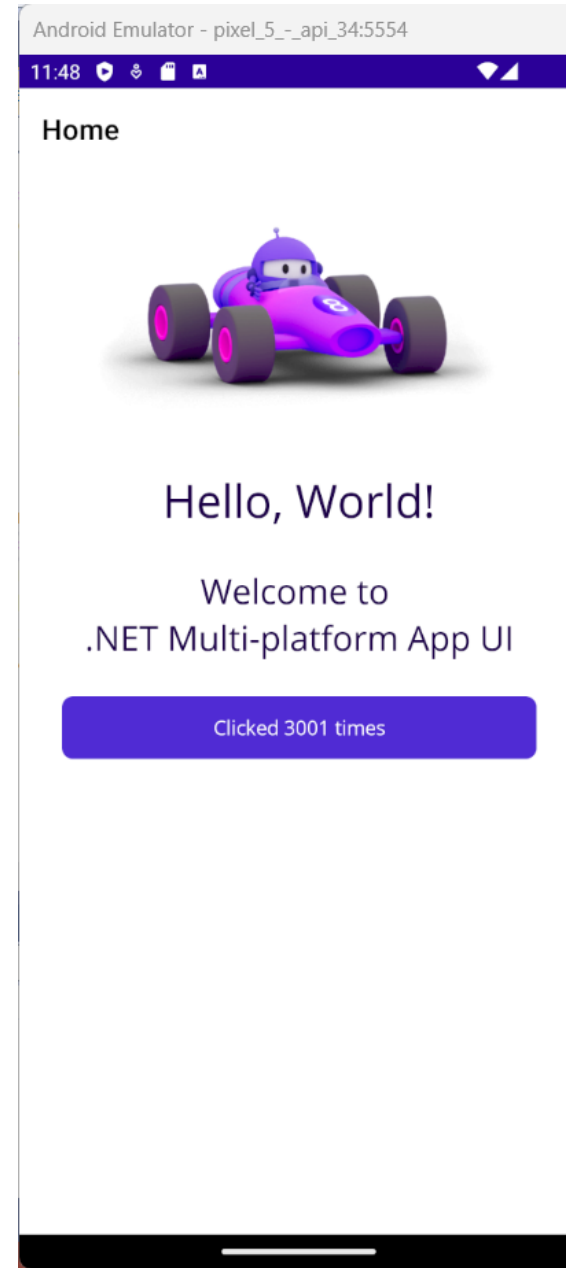 Android Emulator - pixel_5_-_api_34:5554
11:48
Home
8
Hello, World!
Welcome to
.NET Multi-platform App UI
Clicked 3001 times